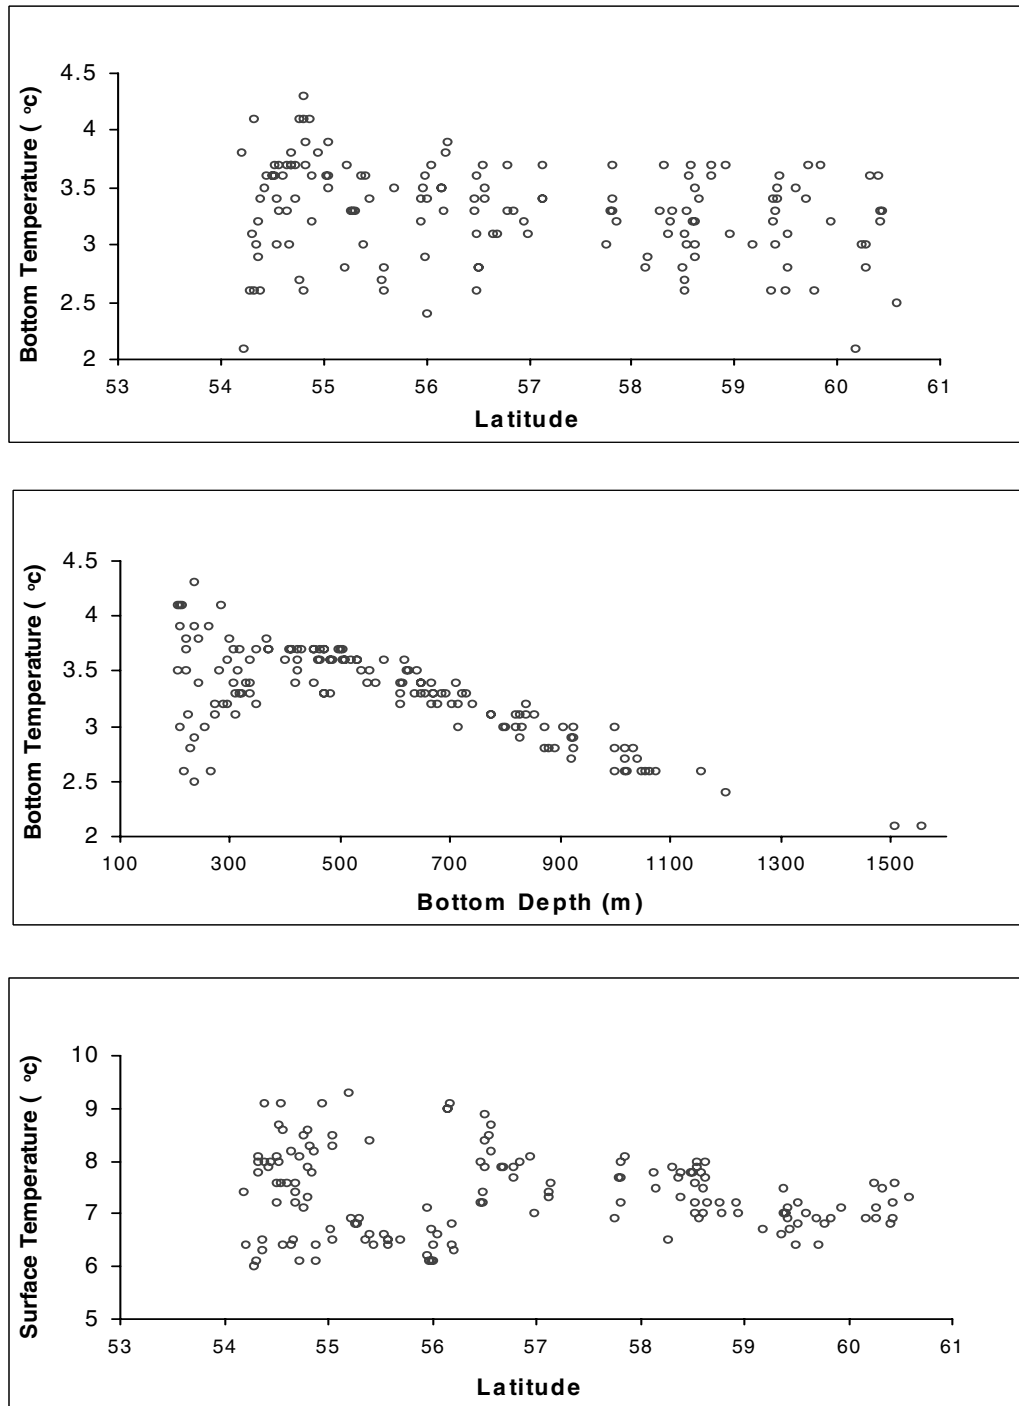 Bottom Temperature ( °c)
4.5
4
3.5
3
2.5
2
53 54 55 56 57 58 59 60 61
Latitude
Bottom Temperature ( °c)
4.5
4
3.5
3
2.5
2
100 300 500 700 900 1100 1300 1500
Bottom Depth (m)
Surface Temperature ( °c)
10
9
8
7
6
5
53 54 55 56 57 58 59 60 61
Latitude